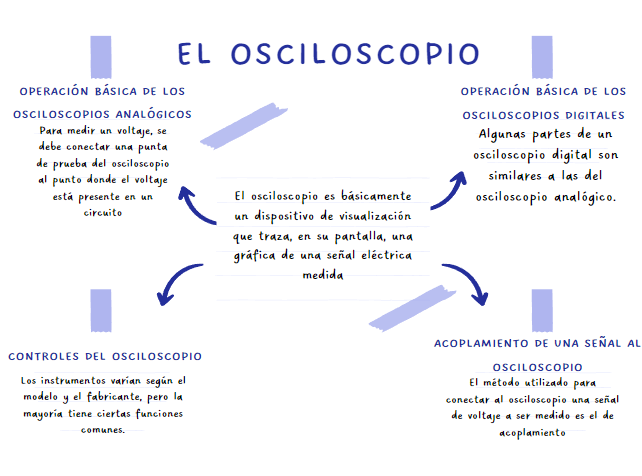 EL OSCILOSCOPIO
OPERACIÓN BÁSICA DE LOS
OSCILOSCOPIOS ANALÓGICOS
Para medir un voltaje, se
debe conectar una punta
de prueba del osciloscopio
al punto donde el voltaje
está presente en un
circuito
OPERACIÓN BÁSICA DE LOS
OSCILOSCOPIOS DIGITALES
Algunas partes de un
osciloscopio digital son
similares a las del
osciloscopio analógico.
El osciloscopio es básicamente
un dispositivo de visualización
que traza, en su pantalla, una
gráfica de una señal eléctrica
medida
CONTROLES DEL OSCILOSCOPIO
Los instrumentos varían según el
modelo y el fabricante, pero la
mayoría tiene ciertas funciones
comunes.
ACOPLAMIENTO DE UNA SEÑAL AL
OSCILOSCOPIO
El método utilizado para
conectar al osciloscopio una señal
de voltaje a ser medido es el de
acoplamiento